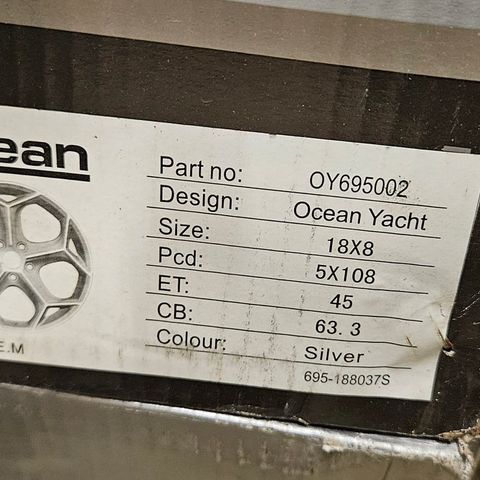 ean
Part no: OY695002
Design: Ocean Yacht
Size: 18X8
Pcd: 5X108
ET: 45
CB: 63. 3
Colour: Silver
695-188037S
E.M